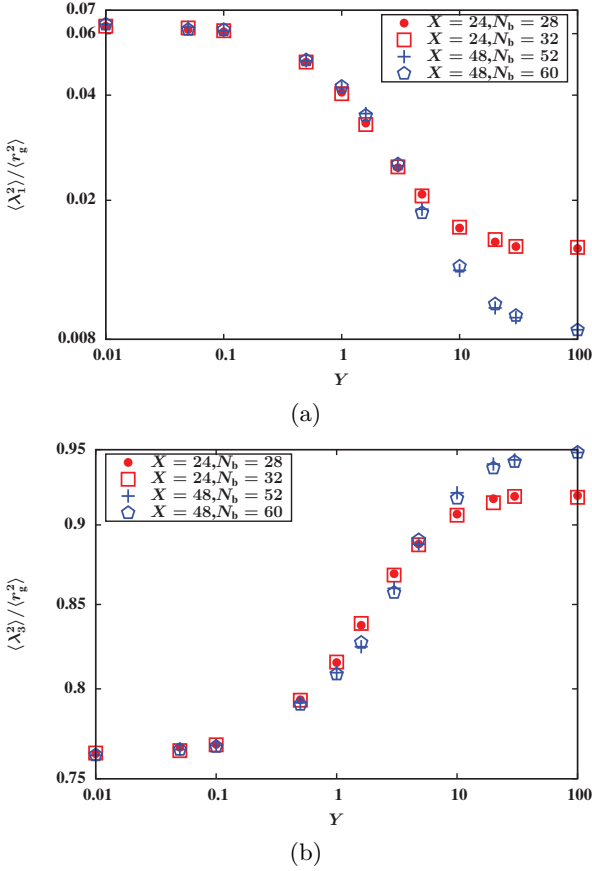 0.07
0.06
0.04
0.02
0.008
⟨λ₁²⟩/⟨r_g²⟩
X = 24,N_b = 28
X = 24,N_b = 32
X = 48,N_b = 52
X = 48,N_b = 60
0.01 0.1 1 10 100
Y
(a)
0.95
0.9
0.85
0.8
0.75
⟨λ₃²⟩/⟨r_g²⟩
X = 24,N_b = 28
X = 24,N_b = 32
X = 48,N_b = 52
X = 48,N_b = 60
0.01 0.1 1 10 100
Y
(b)